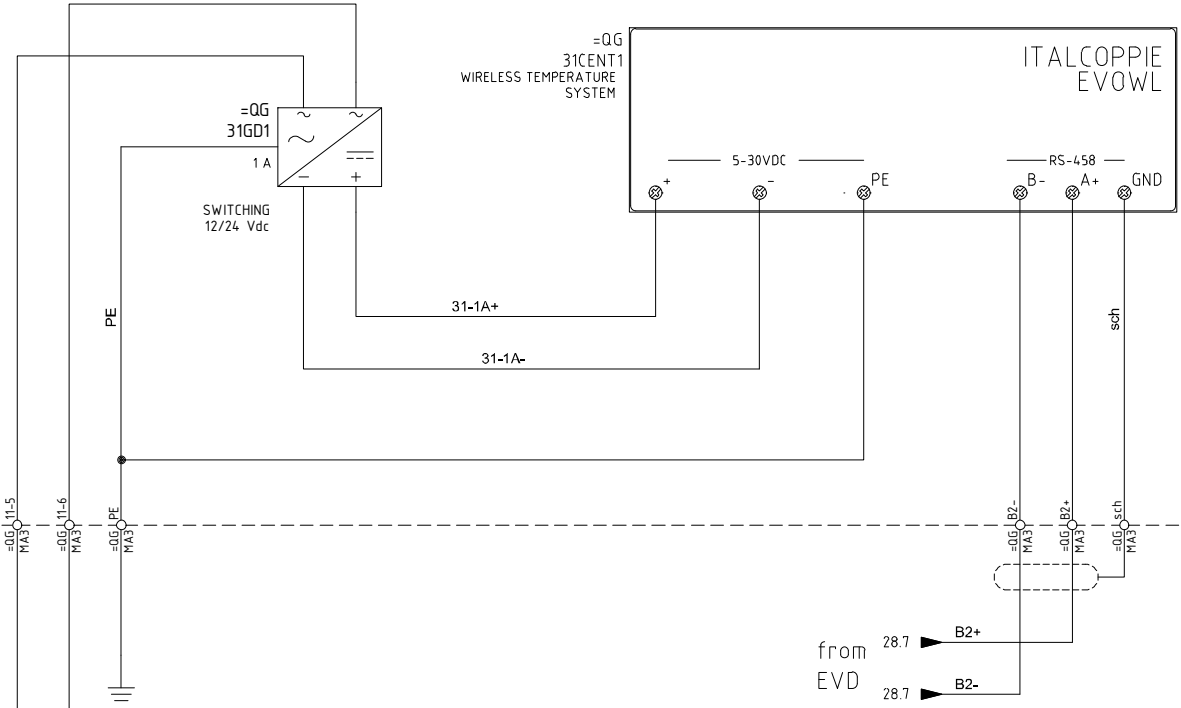 =QG
31CENT1
WIRELESS TEMPERATURE
SYSTEM
ITALCOPPIE
EVOWL
5-30VDC
RS-458
+
-
PE
B-
A+
GND
=QG
31GD1
1 A
~
~
~
-
+
SWITCHING
12/24 Vdc
31-1A+
31-1A-
PE
sch
=QG 11-5
MA3
=QG 11-6
MA3
=QG PE
MA3
=QG B2-
MA3
=QG B2+
MA3
=QG sch
MA3
from
EVD
28.7
B2+
28.7
B2-